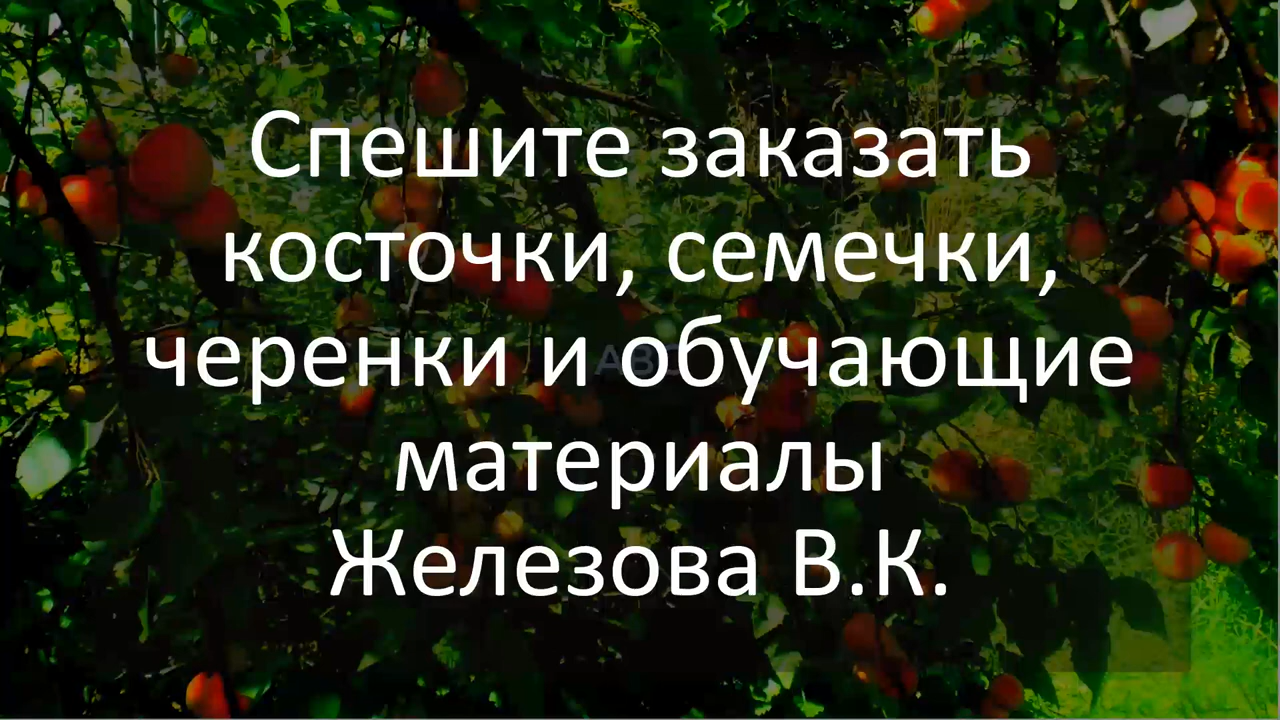 Спешите заказать
косточки, семечки,
черенки и обучающие
материалы
Железова В.К.